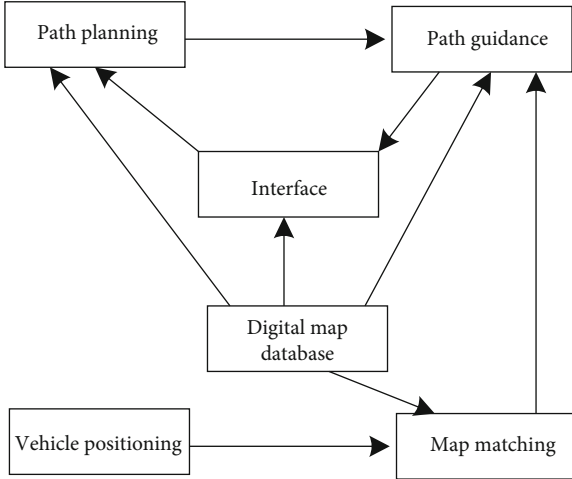 Path planning
Path guidance
Interface
Digital map
database
Vehicle positioning
Map matching